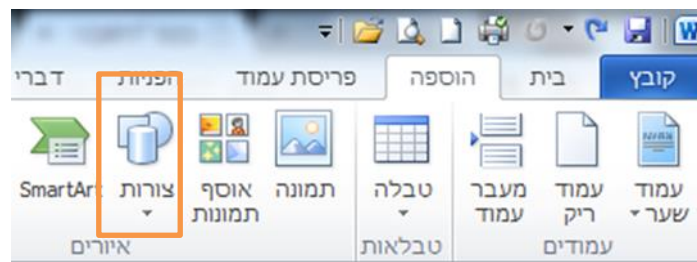 W
קובץ בית הוספה פריסת עמוד הפניות דברי
עמוד שער עמוד ריק מעבר עמוד טבלה תמונה אוסף תמונות צורות SmartArt
עמודים טבלאות איורים